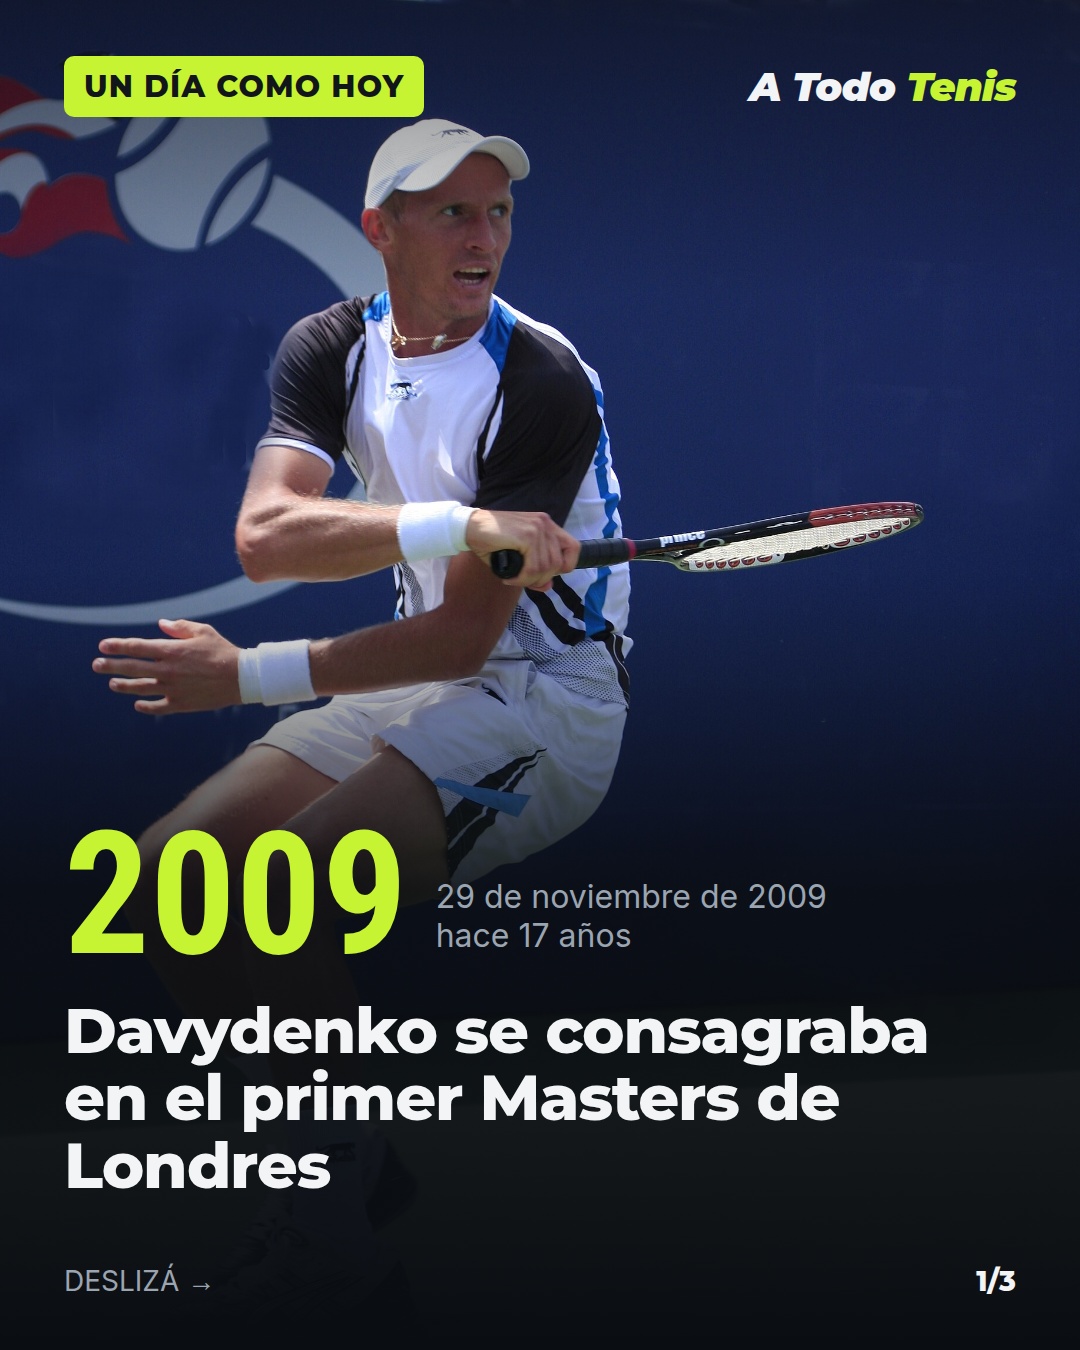 UN DÍA COMO HOY
A Todo Tenis
prince
2009
29 de noviembre de 2009
hace 17 años
Davydenko se consagraba
en el primer Masters de
Londres
DESLIZÁ →
1/3